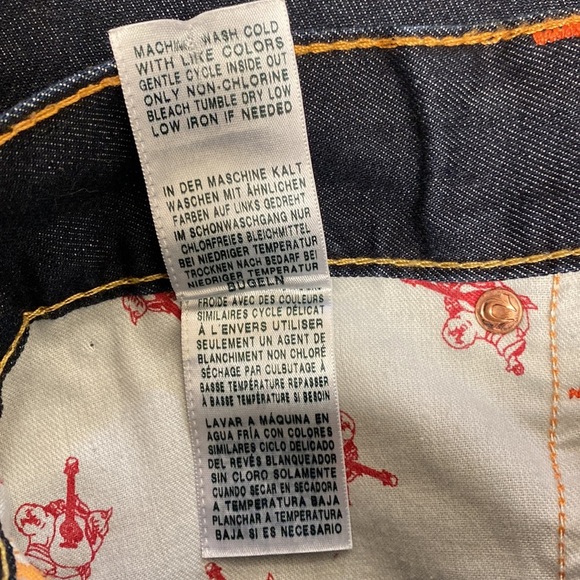 MACHINE WASH COLD
WITH LIKE COLORS
GENTLE CYCLE INSIDE OUT
ONLY NON-CHLORINE
BLEACH TUMBLE DRY LOW
LOW IRON IF NEEDED
IN DER MASCHINE KALT
WASCHEN MIT ÄHNLICHEN
FARBEN AUF LINKS GEDREHT
IM SCHONWASCHGANG NUR
CHLORFREIES BLEICHMITTEL
BEI NIEDRIGER TEMPERATUR
TROCKNEN NACH BEDARF BEI
NIEDRIGER TEMPERATUR
BÜGELN
FROIDE AVEC DES COULEURS
SIMILAIRES CYCLE DÉLICAT
À L'ENVERS UTILISER
SEULEMENT UN AGENT DE
BLANCHIMENT NON CHLORÉ
SÉCHAGE PAR CULBUTAGE À
BASSE TEMPÉRATURE REPASSER
À BASSE TEMPÉRATURE SI BESOIN
LAVAR A MÁQUINA EN
AGUA FRÍA CON COLORES
SIMILARES CICLO DELICADO
DEL REVÉS BLANQUEADOR
SIN CLORO SOLAMENTE
CUANDO SECAR EN SECADORA
A TEMPERATURA BAJA
PLANCHAR A TEMPERATURA
BAJA SI ES NECESARIO